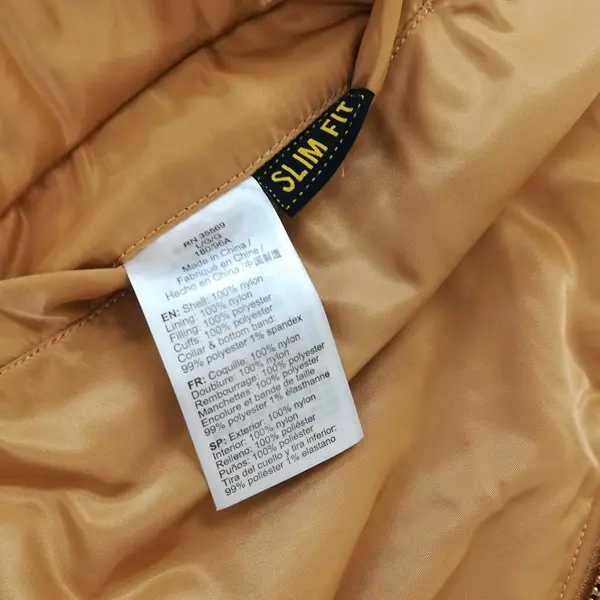 SLIM FIT
RN 35569
L/G/G
180/96A
Made in China /
Fabriqué en Chine /
Hecho en China /中国制造
EN: Shell: 100% nylon
Lining: 100% nylon
Filling: 100% polyester
Cuffs: 100% polyester
Collar & bottom band:
99% polyester 1% spandex
FR: Coquille: 100% nylon
Doublure: 100% nylon
Rembourrage: 100% polyester
Manchettes 100% polyester
Encolure et bande de taille
99% polyester 1% élasthanne
SP: Exterior: 100% nylon
Interior: 100% nylon
Relleno: 100% poliéster
Puños: 100% poliéster
Tira del cuello y tira inferior:
99% poliéster 1% elastano